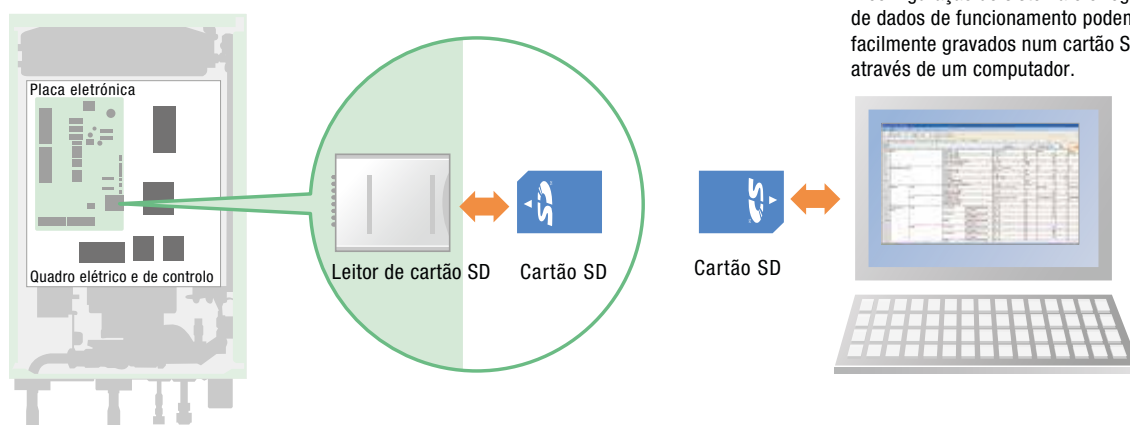 de dados de funcionamento podem
facilmente gravados num cartão S
através de um computador.
Placa eletrónica
Quadro elétrico e de controlo
Leitor de cartão SD
Cartão SD
Cartão SD